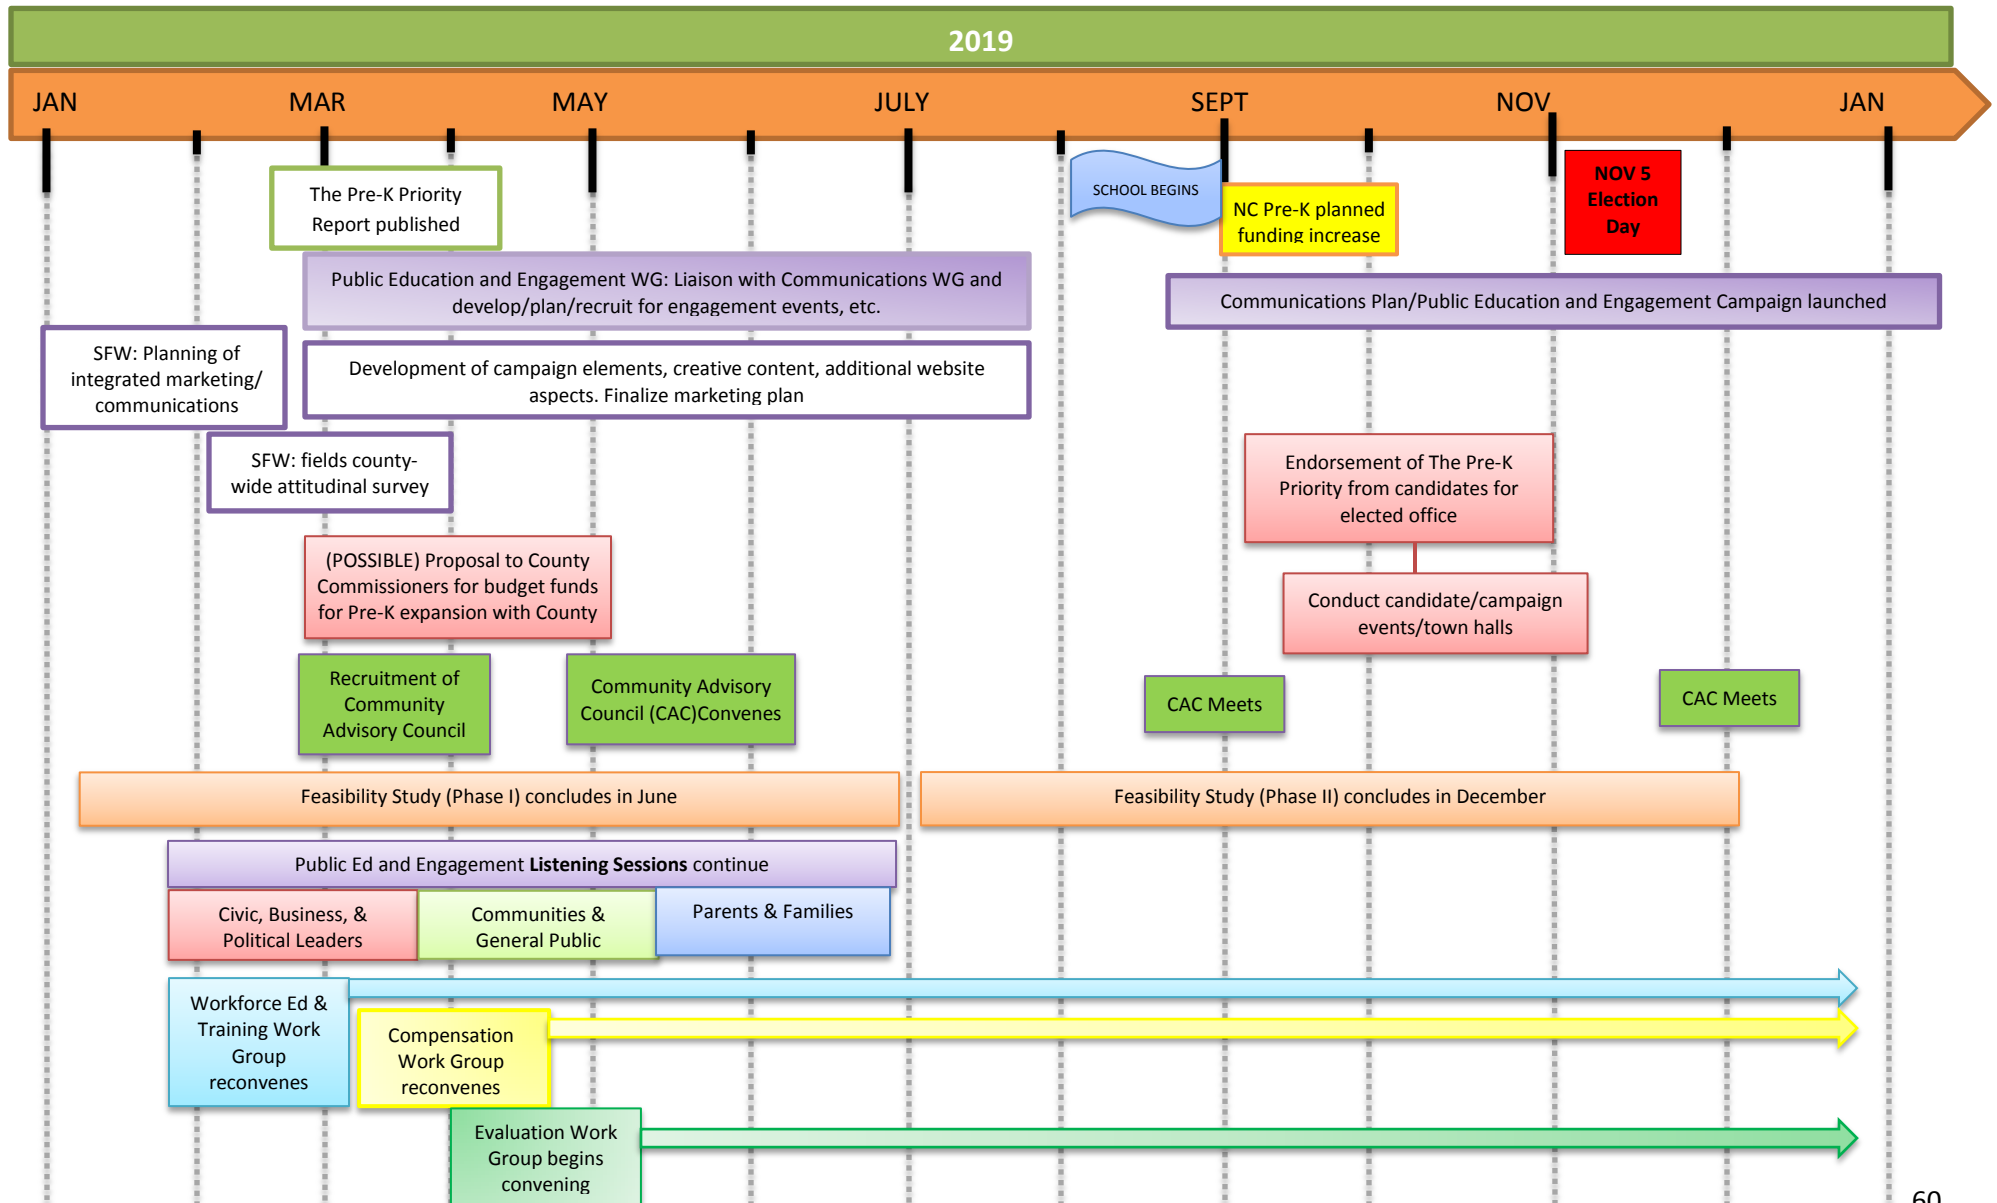 2019
JAN MAR MAY JULY SEPT NOV JAN
The Pre-K Priority
Report published
SCHOOL BEGINS
NC Pre-K planned
funding increase
NOV 5
Election
Day
Public Education and Engagement WG: Liaison with Communications WG and
develop/plan/recruit for engagement events, etc.
Communications Plan/Public Education and Engagement Campaign launched
SFW: Planning of
integrated marketing/
communications
Development of campaign elements, creative content, additional website
aspects. Finalize marketing plan
SFW: fields county-
wide attitudinal survey
Endorsement of The Pre-K
Priority from candidates for
elected office
(POSSIBLE) Proposal to County
Commissioners for budget funds
for Pre-K expansion with County
Conduct candidate/campaign
events/town halls
Recruitment of
Community
Advisory Council
Community Advisory
Council (CAC)Convenes
CAC Meets
CAC Meets
Feasibility Study (Phase I) concludes in June
Feasibility Study (Phase II) concludes in December
Public Ed and Engagement Listening Sessions continue
Civic, Business, &
Political Leaders
Communities &
General Public
Parents & Families
Workforce Ed &
Training Work
Group
reconvenes
Compensation
Work Group
reconvenes
Evaluation Work
Group begins
convening
60